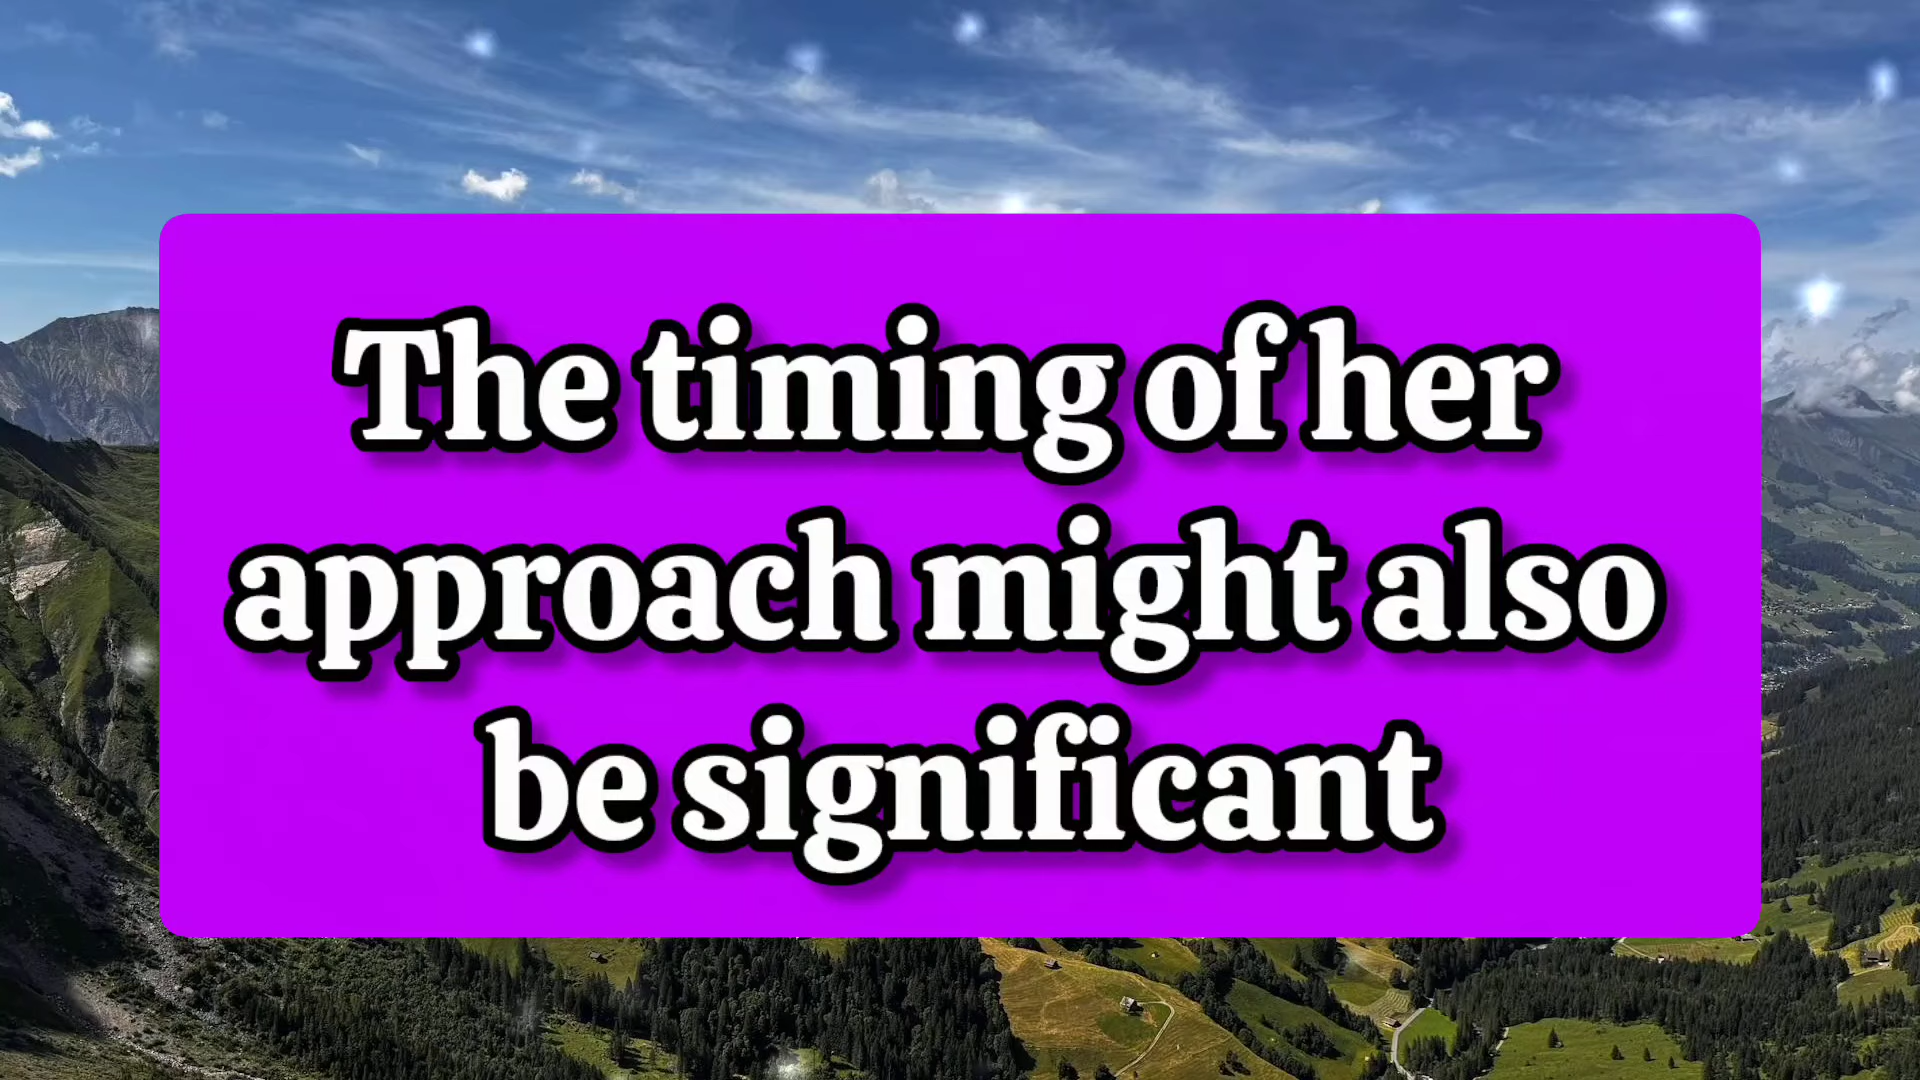 The timing of her
approach might also
be significant